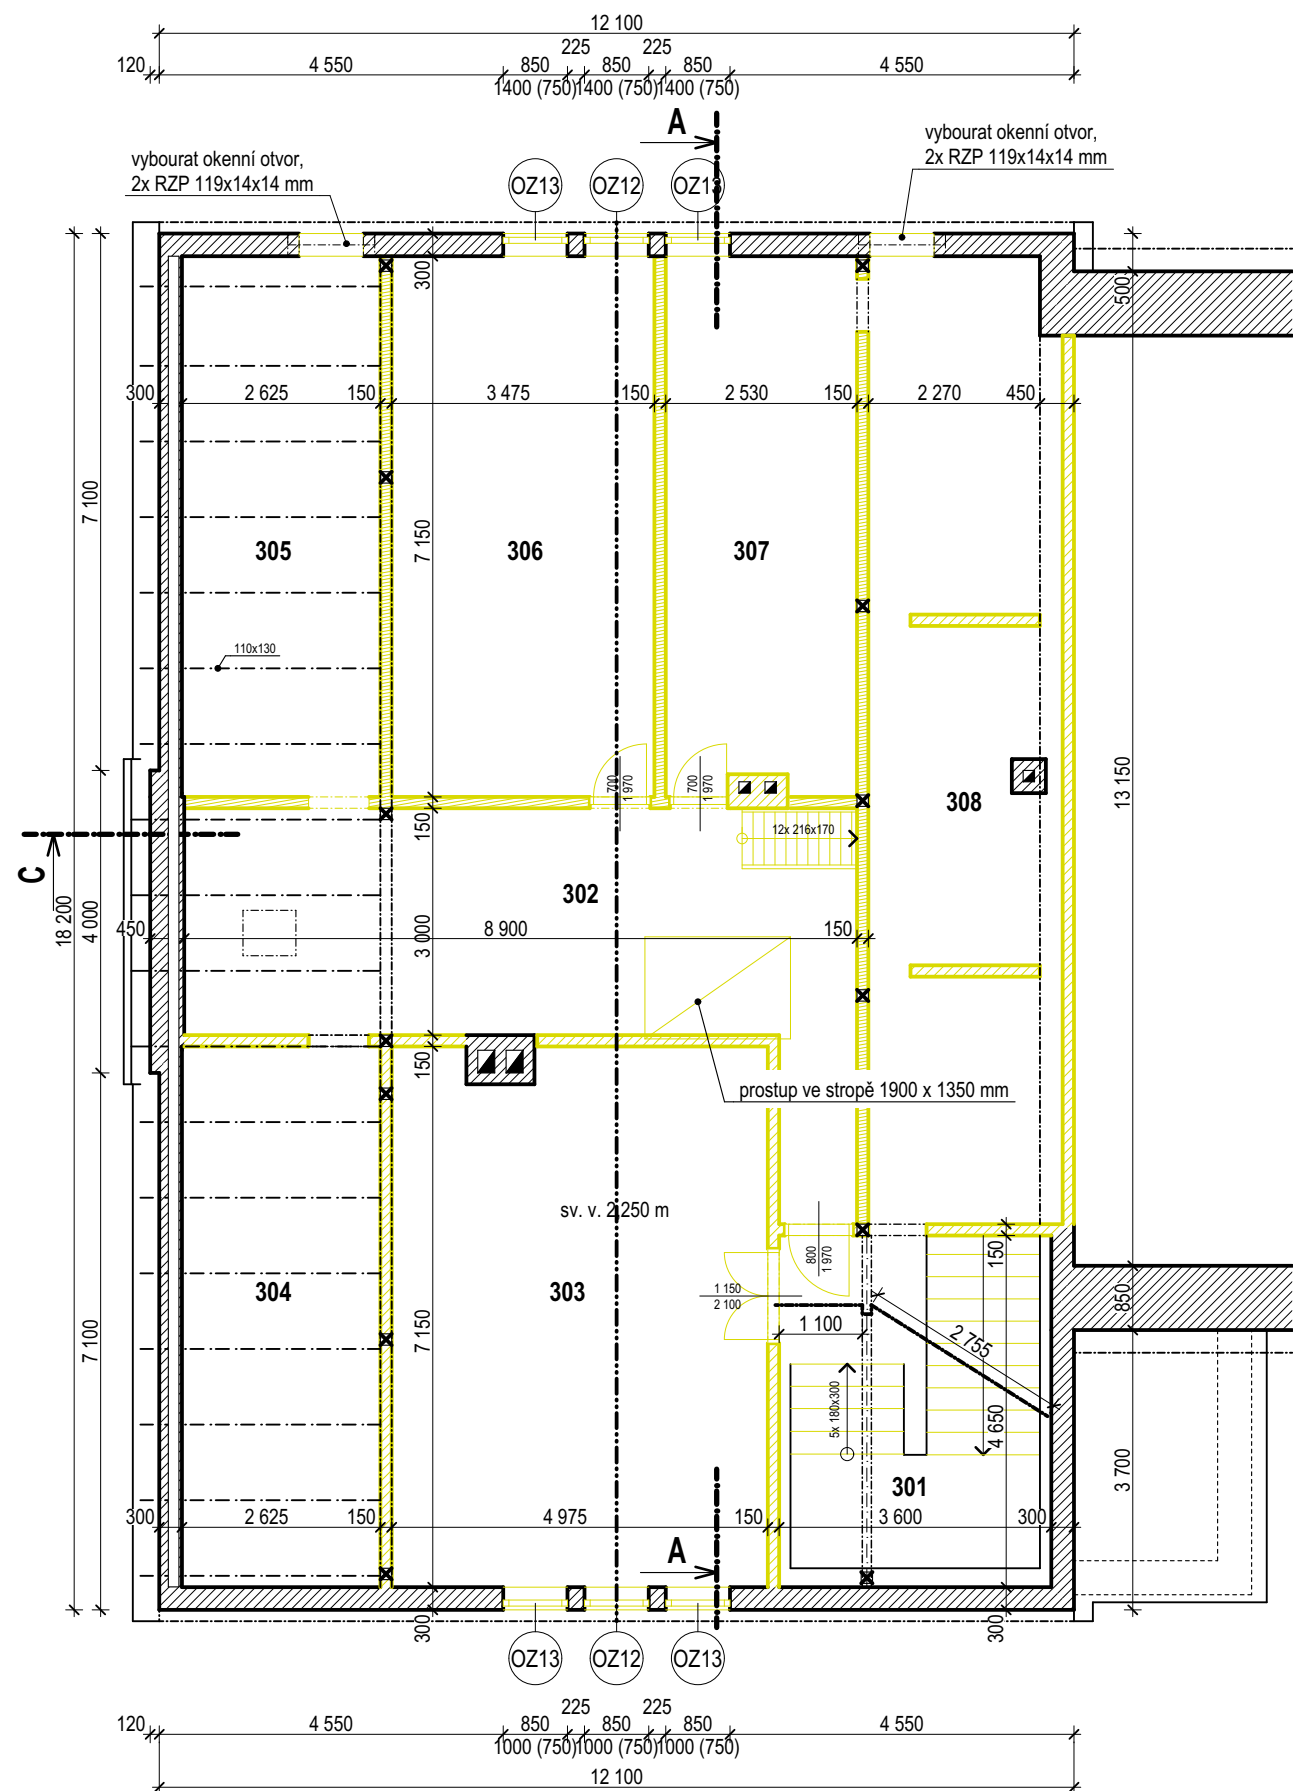 12 100
225 225
120 4 550 850 850 850 4 550
1400 (750) 1400 (750) 1400 (750)
A
vybourat okenní otvor,
2x RZP 119x14x14 mm
vybourat okenní otvor,
2x RZP 119x14x14 mm
OZ13 OZ12 OZ13
300
500
300 2 625 150 3 475 150 2 530 150 2 270 450
7 100
7 150
305 306 307
110x130
700
1 970
700
1 970
308
13 150
150
12x 216x170
C
302
18 200
4 000
450 8 900 150
3 000
150
prostup ve stropě 1900 x 1350 mm
sv. v. 2,250 m
800
1 970
150
304 303
1 150
2 100
850
1 100
2 755
7 100
7 150
5x 180x300
4 650
301
3 700
300 2 625 150 4 975 150 3 600 300
A
300
300
OZ13 OZ12 OZ13
225 225
120 4 550 850 850 850 4 550
1000 (750) 1000 (750) 1000 (750)
12 100